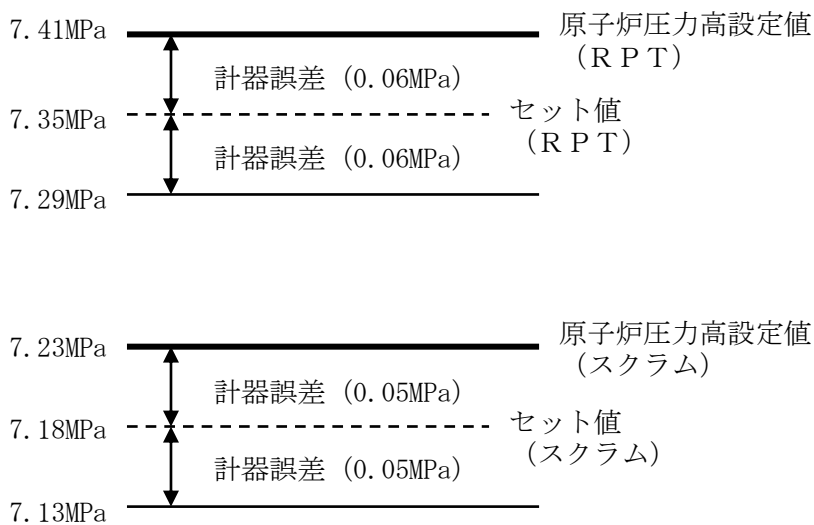 7.41MPa
原子炉圧力高設定値
（ＲＰＴ）
計器誤差 (0.06MPa)
7.35MPa
セット値
（ＲＰＴ）
計器誤差 (0.06MPa)
7.29MPa
7.23MPa
原子炉圧力高設定値
（スクラム）
計器誤差 (0.05MPa)
7.18MPa
セット値
（スクラム）
計器誤差 (0.05MPa)
7.13MPa